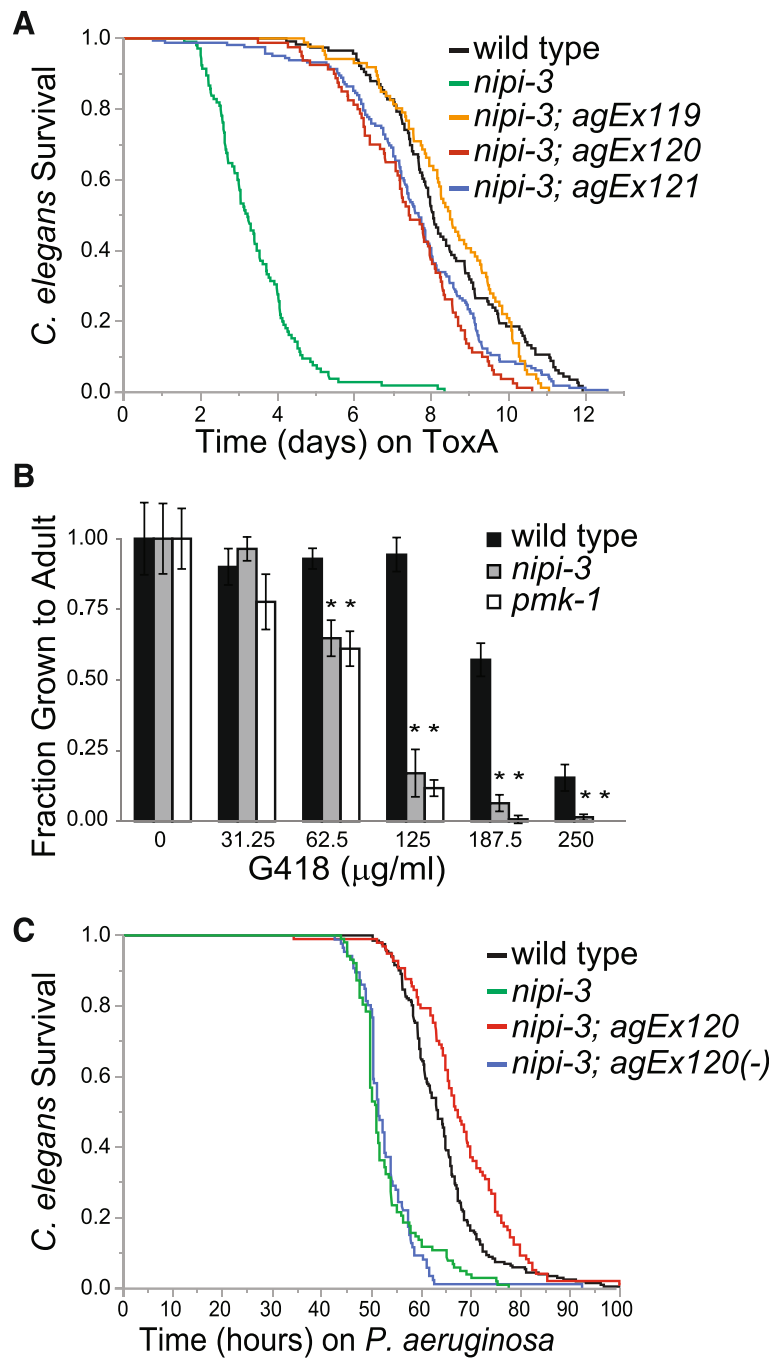 A
1.0
0.8
0.6
0.4
0.2
0.0
C. elegans Survival
wild type
nipi-3
nipi-3; agEx119
nipi-3; agEx120
nipi-3; agEx121
0 2 4 6 8 10 12
Time (days) on ToxA
B
1.00
0.75
0.50
0.25
0.00
Fraction Grown to Adult
wild type
nipi-3
pmk-1
* *
* *
* *
* *
0 31.25 62.5 125 187.5 250
G418 (μg/ml)
C
1.0
0.8
0.6
0.4
0.2
0.0
C. elegans Survival
wild type
nipi-3
nipi-3; agEx120
nipi-3; agEx120(-)
0 10 20 30 40 50 60 70 80 90 100
Time (hours) on P. aeruginosa